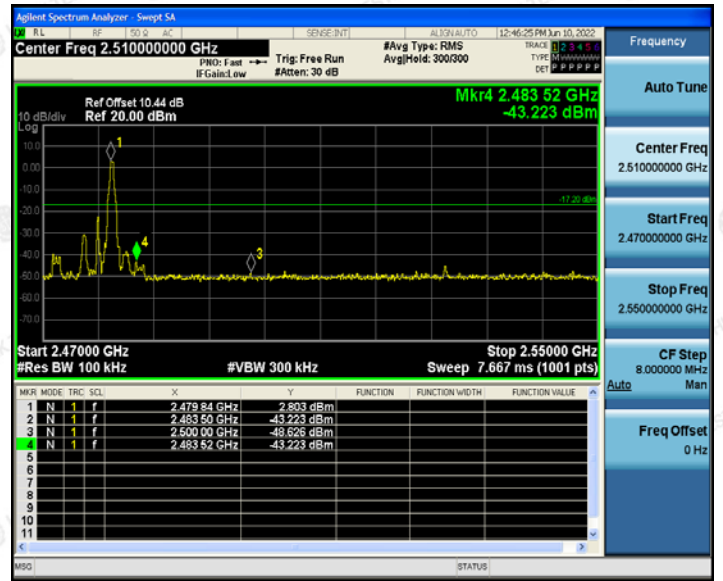 Agilent Spectrum Analyzer - Swept SA
RL RF 50 Ω AC SENSE:INT ALIGN AUTO 12:46:25 PM Jun 10, 2022
Center Freq 2.510000000 GHz
#Avg Type: RMS
TRACE 1 2 3 4 5 6
PNO: Fast
Trig: Free Run
Avg|Hold: 300/300
TYPE M
IFGain:Low
#Atten: 30 dB
DET P P P P P P
Ref Offset 10.44 dB
Mkr4 2.483 52 GHz
10 dB/div Ref 20.00 dBm
-43.223 dBm
Log
10.0
0.00
-10.0
-20.0
-30.0
-40.0
-50.0
-60.0
-70.0
1
4
3
-17.20 dBm
Start 2.47000 GHz
Stop 2.55000 GHz
#Res BW 100 kHz #VBW 300 kHz Sweep 7.667 ms (1001 pts)
MKR MODE TRC SCL X Y FUNCTION FUNCTION WIDTH FUNCTION VALUE
1 N 1 f 2.479 84 GHz 2.803 dBm
2 N 1 f 2.483 50 GHz -43.223 dBm
3 N 1 f 2.500 00 GHz -48.626 dBm
4 N 1 f 2.483 52 GHz -43.223 dBm
5
6
7
8
9
10
11
MSG STATUS
Frequency
Auto Tune
Center Freq
2.510000000 GHz
Start Freq
2.470000000 GHz
Stop Freq
2.550000000 GHz
CF Step
8.000000 MHz
Auto Man
Freq Offset
0 Hz